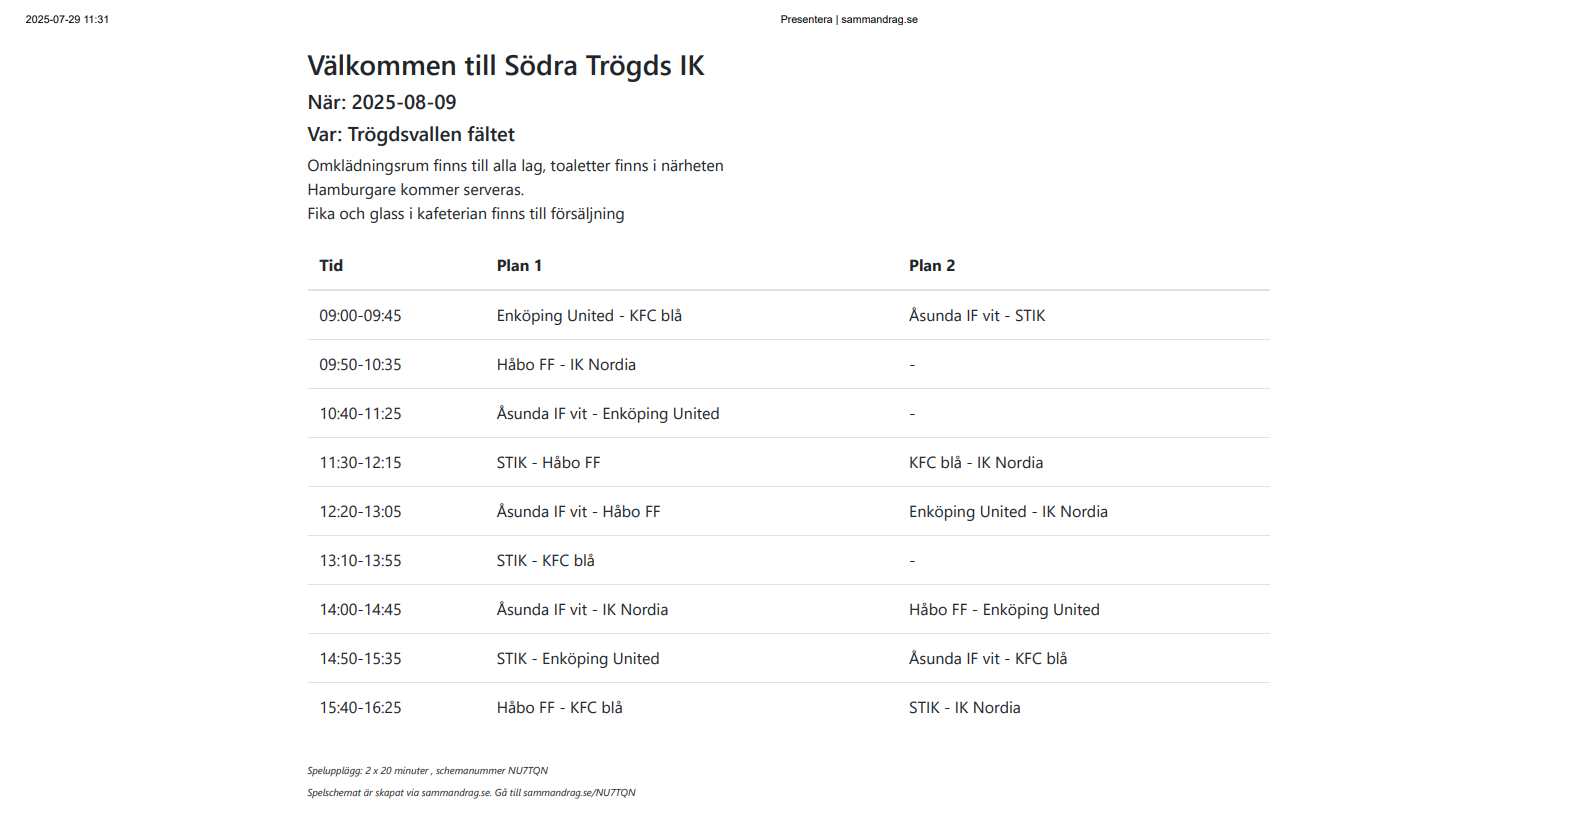 2025-07-29 11:31 Presentera | sammandrag.se
Välkommen till Södra Trögds IK
När: 2025-08-09
Var: Trögdsvallen fältet
Omklädningsrum finns till alla lag, toaletter finns i närheten
Hamburgare kommer serveras.
Fika och glass i kafeterian finns till försäljning
Tid Plan 1 Plan 2
09:00-09:45 Enköping United - KFC blå Åsunda IF vit - STIK
09:50-10:35 Håbo FF - IK Nordia -
10:40-11:25 Åsunda IF vit - Enköping United -
11:30-12:15 STIK - Håbo FF KFC blå - IK Nordia
12:20-13:05 Åsunda IF vit - Håbo FF Enköping United - IK Nordia
13:10-13:55 STIK - KFC blå -
14:00-14:45 Åsunda IF vit - IK Nordia Håbo FF - Enköping United
14:50-15:35 STIK - Enköping United Åsunda IF vit - KFC blå
15:40-16:25 Håbo FF - KFC blå STIK - IK Nordia
Spelupplägg: 2 x 20 minuter , schemanummer NU7TQN
Spelschemat är skapat via sammandrag.se. Gå till sammandrag.se/NU7TQN